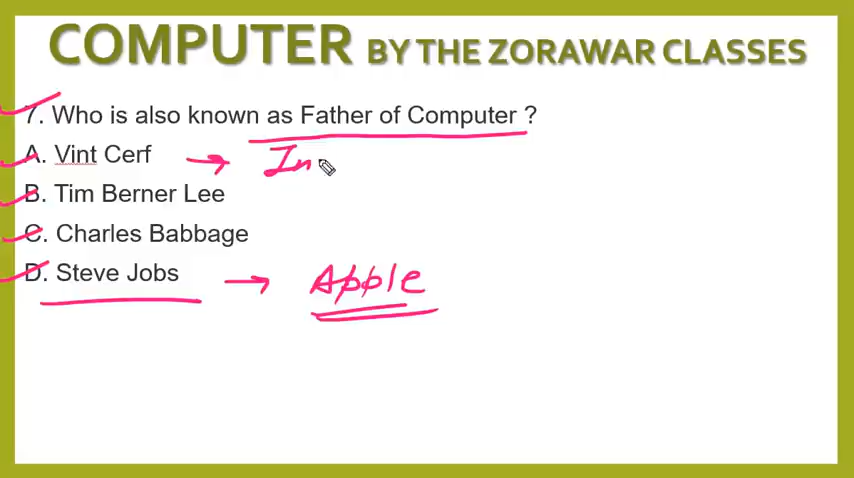 COMPUTER BY THE ZORAWAR CLASSES
7. Who is also known as Father of Computer ?
A. Vint Cerf → In
B. Tim Berner Lee
C. Charles Babbage
D. Steve Jobs → Apple